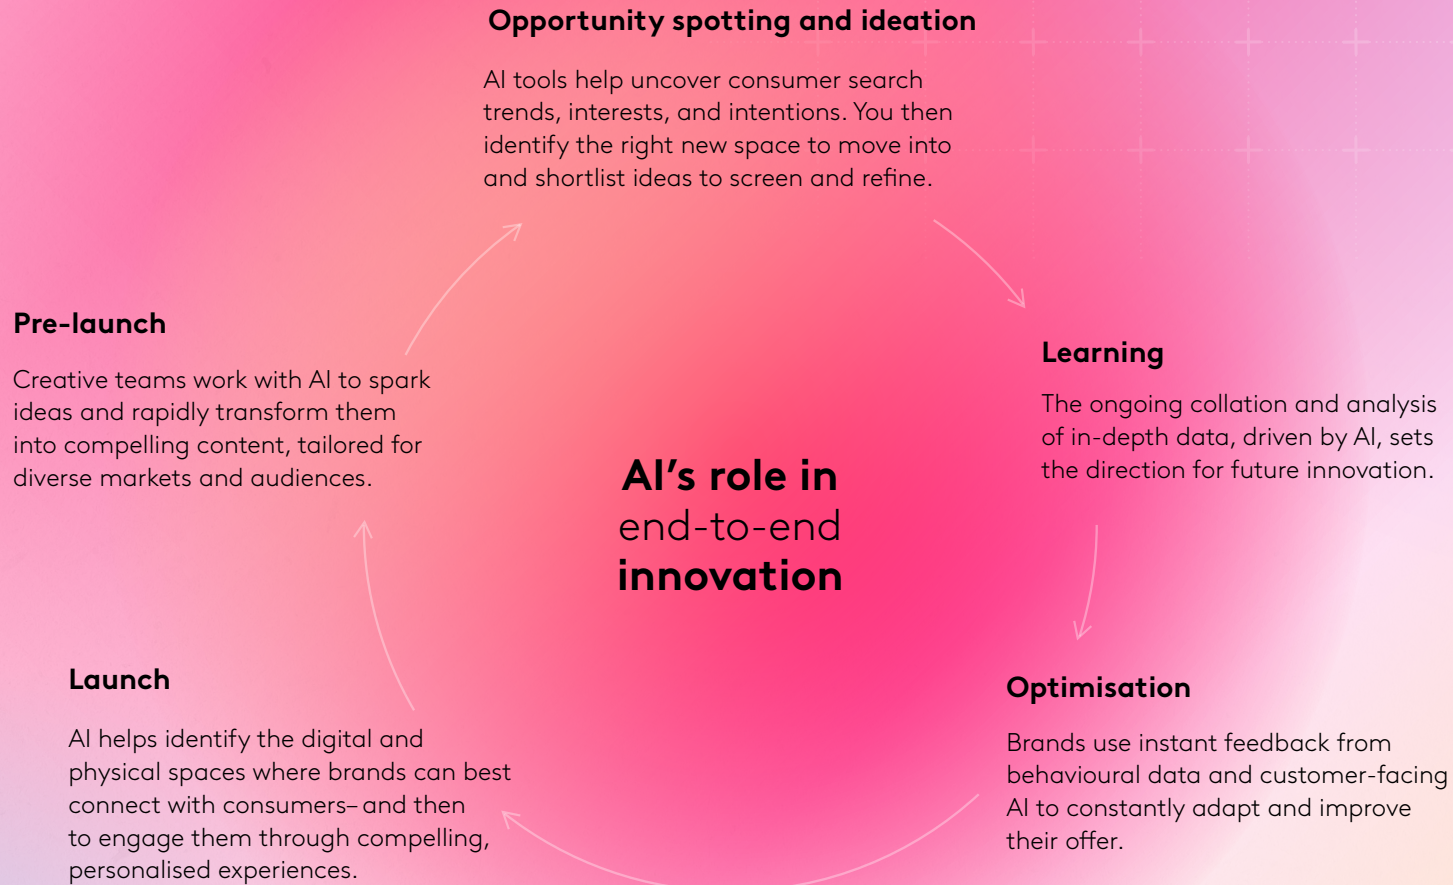 Opportunity spotting and ideation
AI tools help uncover consumer search
trends, interests, and intentions. You then
identify the right new space to move into
and shortlist ideas to screen and refine.
Pre-launch
Creative teams work with AI to spark
ideas and rapidly transform them
into compelling content, tailored for
diverse markets and audiences.
Learning
The ongoing collation and analysis
of in-depth data, driven by AI, sets
the direction for future innovation.
AI's role in
end-to-end
innovation
Launch
AI helps identify the digital and
physical spaces where brands can best
connect with consumers– and then
to engage them through compelling,
personalised experiences.
Optimisation
Brands use instant feedback from
behavioural data and customer-facing
AI to constantly adapt and improve
their offer.